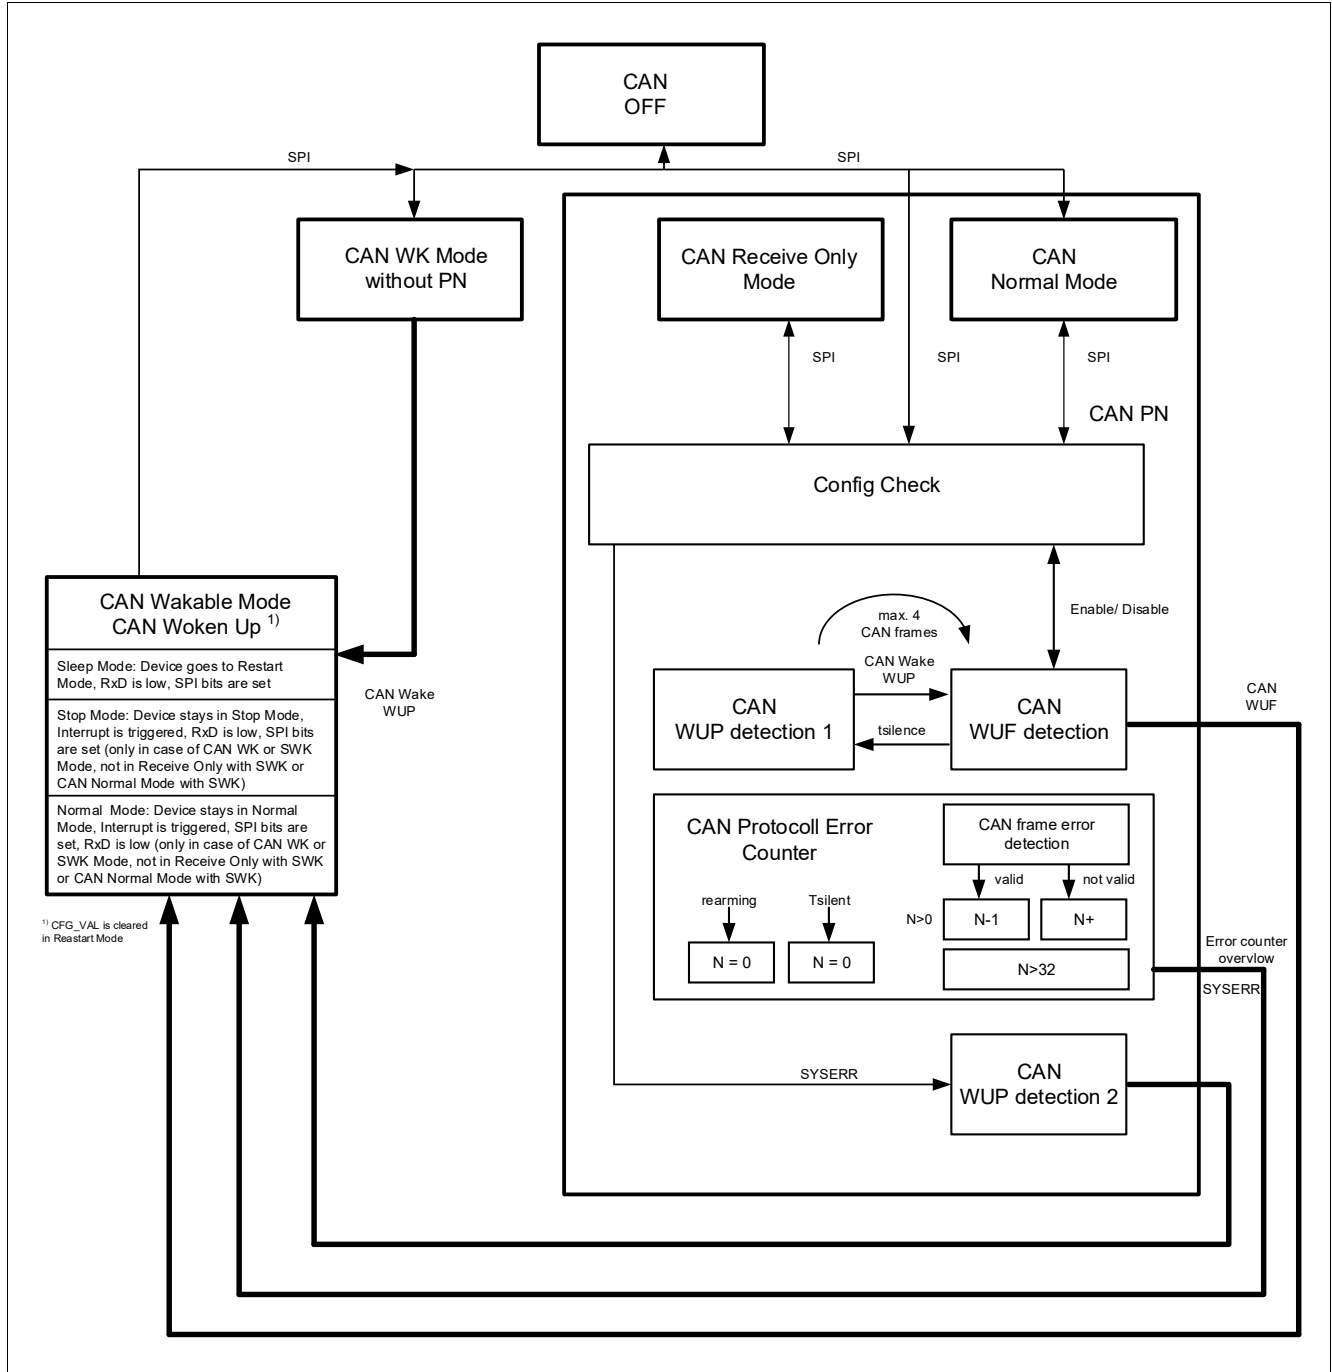 CAN
OFF
SPI
SPI
CAN WK Mode
without PN
CAN Receive Only
Mode
CAN
Normal Mode
SPI
SPI
SPI
CAN PN
Config Check
CAN Wakable Mode
CAN Woken Up 1)
Sleep Mode: Device goes to Restart
Mode, RxD is low, SPI bits are set
Stop Mode: Device stays in Stop Mode,
Interrupt is triggered, RxD is low, SPI bits
are set (only in case of CAN WK or SWK
Mode, not in Receive Only with SWK or
CAN Normal Mode with SWK)
Normal Mode: Device stays in Normal
Mode, Interrupt is triggered, SPI bits are
set, RxD is low (only in case of CAN WK or
SWK Mode, not in Receive Only with SWK
or CAN Normal Mode with SWK)
1) CFG_VAL is cleared
in Reastart Mode
CAN Wake
WUP
max. 4
CAN frames
Enable/ Disable
CAN Wake
WUP
CAN
WUP detection 1
tsilence
CAN
WUF detection
CAN
WUF
CAN Protocoll Error
Counter
CAN frame error
detection
valid
not valid
rearming
Tsilent
N>0
N-1
N+
N = 0
N = 0
N>32
Error counter
overvlow
SYSERR
SYSERR
CAN
WUP detection 2